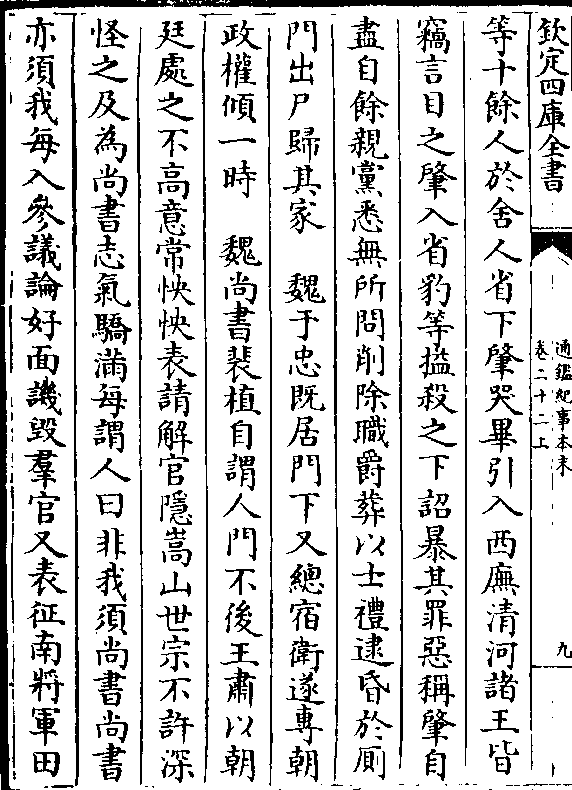 欽定四庫全書
通鑑紀事本末
卷二十二上
九
等十餘人於舍人省下肇哭畢引入西廡清河諸王皆
竊言目之肇入省豹等搤殺之下詔暴其罪惡稱肇自
盡自餘親黨悉無所問削除職爵葬以士禮逮昏於厠
門出尸歸其家　魏于忠既居門下又總宿衛遂專朝
政權傾一時　魏尚書裴植自謂人門不後王肅以朝
廷處之不高意常怏怏表請解官隱嵩山世宗不許深
怪之及為尚書志氣驕滿每謂人曰非我須尚書尚書
亦須我每入參議論好面譏毀羣官又表征南將軍田